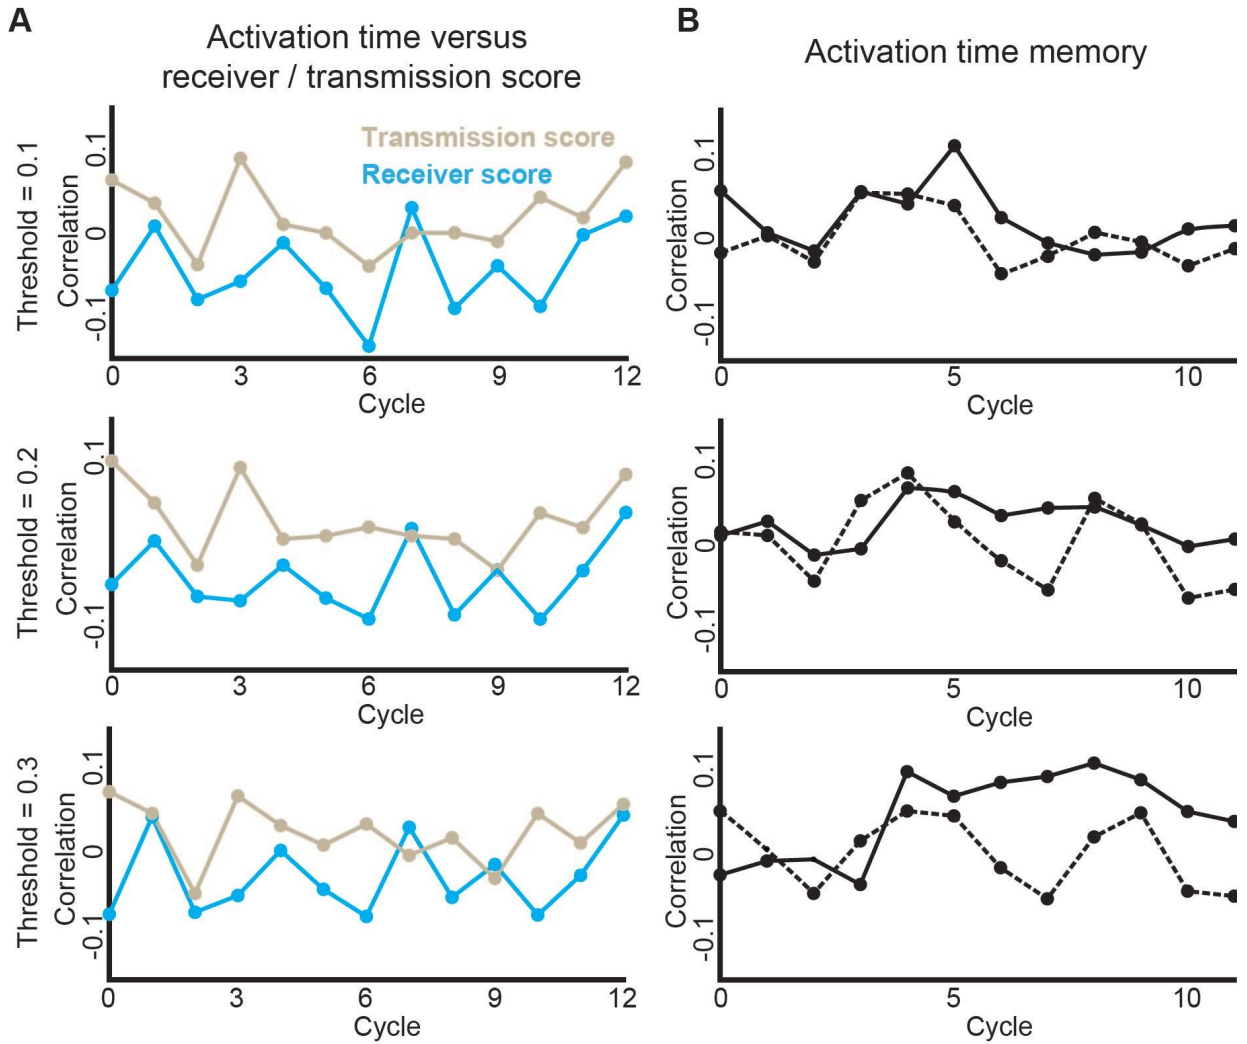 A
Activation time versus
receiver / transmission score
Threshold = 0.1
Correlation
0.1
0
-0.1
Transmission score
Receiver score
0 3 6 9 12
Cycle
B
Activation time memory
Correlation
0.1
0
-0.1
0 5 10
Cycle
Threshold = 0.2
Correlation
0.1
0
-0.1
0 3 6 9 12
Cycle
Correlation
0.1
0
-0.1
0 5 10
Cycle
Threshold = 0.3
Correlation
0.1
0
-0.1
0 3 6 9 12
Cycle
Correlation
0.1
0
-0.1
0 5 10
Cycle